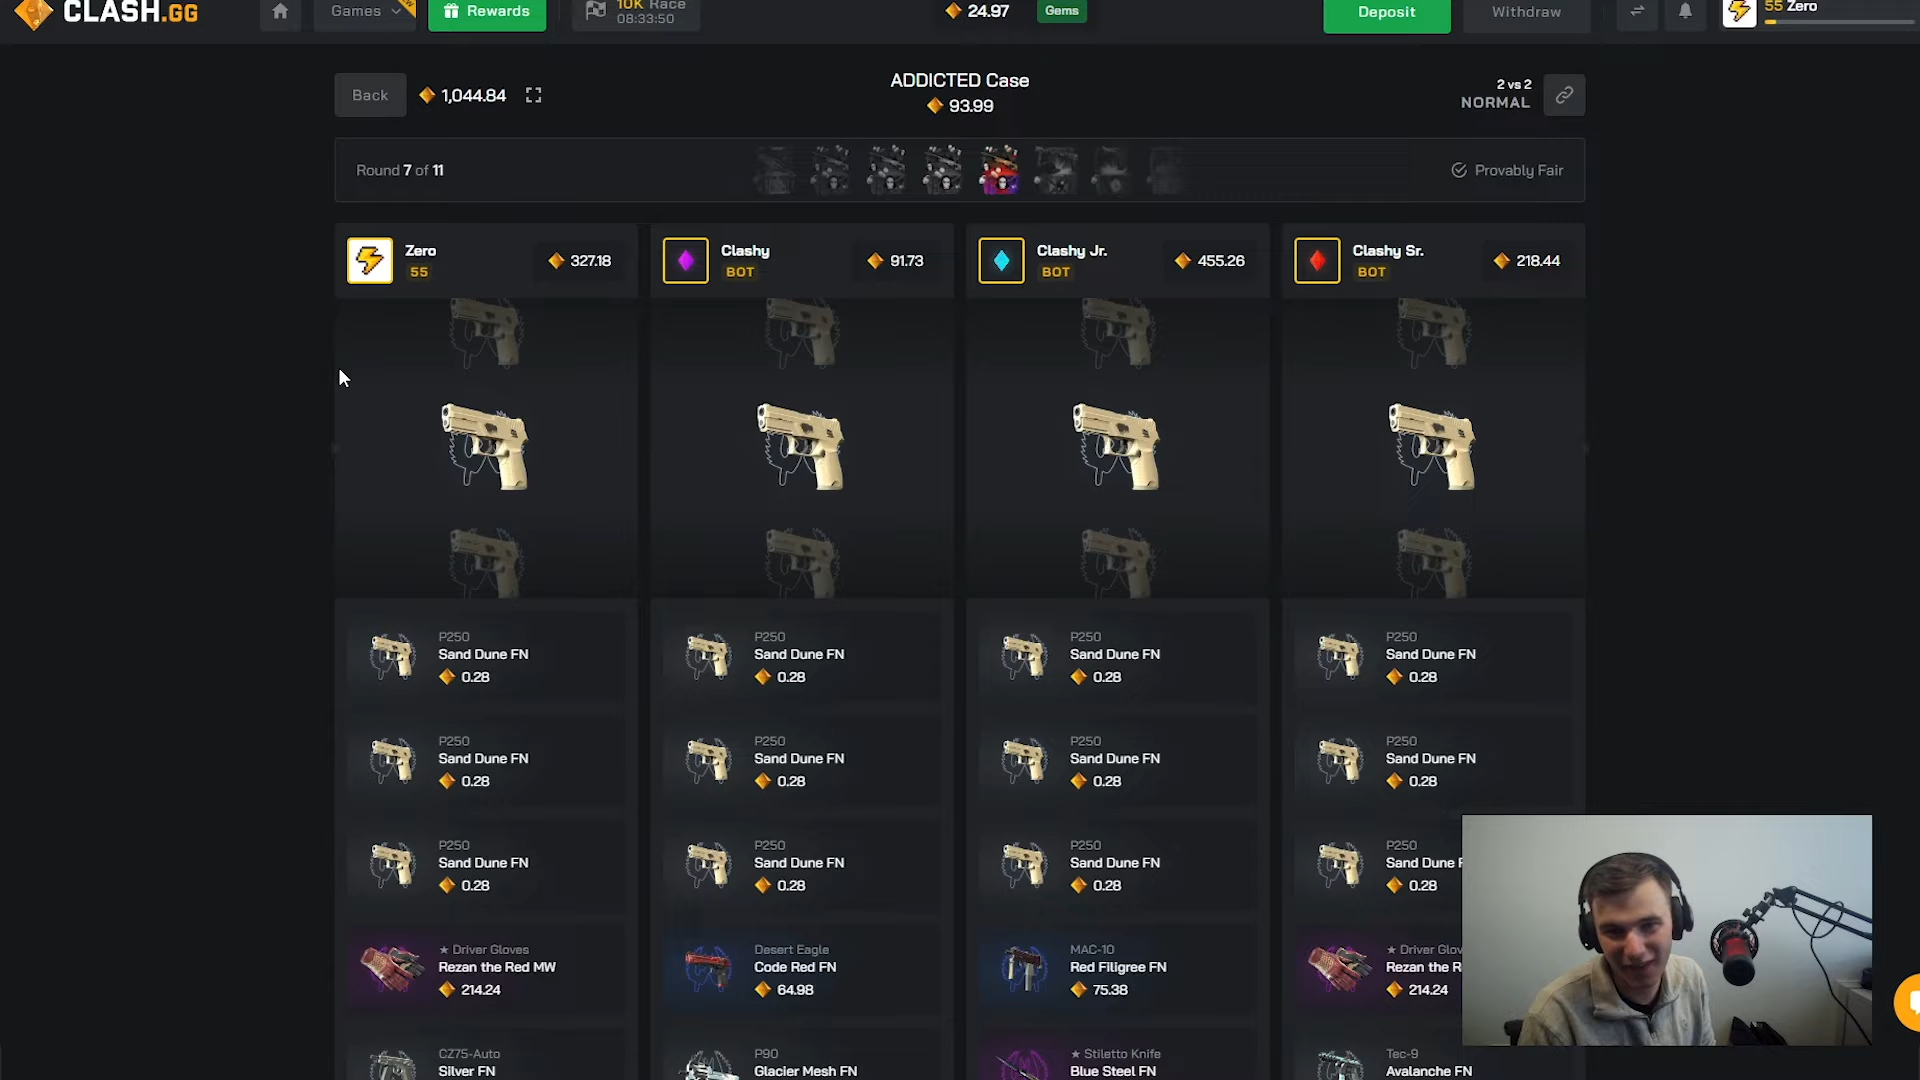 CLASH.GG
Games
Rewards
10K Race
08:33:50
24.97
Gems
Deposit
Withdraw
55 Zero
Back
1,044.84
ADDICTED Case
93.99
2 vs 2
NORMAL
Round 7 of 11
Provably Fair
Zero
55
327.18
Clashy
BOT
91.73
Clashy Jr.
BOT
455.26
Clashy Sr.
BOT
218.44
P250
Sand Dune FN
0.28
P250
Sand Dune FN
0.28
P250
Sand Dune FN
0.28
P250
Sand Dune FN
0.28
P250
Sand Dune FN
0.28
P250
Sand Dune FN
0.28
P250
Sand Dune FN
0.28
P250
Sand Dune FN
0.28
P250
Sand Dune FN
0.28
P250
Sand Dune FN
0.28
P250
Sand Dune FN
0.28
P250
Sand Dune
0.28
★ Driver Gloves
Rezan the Red MW
214.24
Desert Eagle
Code Red FN
64.98
MAC-10
Red Filigree FN
75.38
★ Driver Glov
Rezan the R
214.24
CZ75-Auto
Silver FN
P90
Glacier Mesh FN
★ Stiletto Knife
Blue Steel FN
Tec-9
Avalanche FN